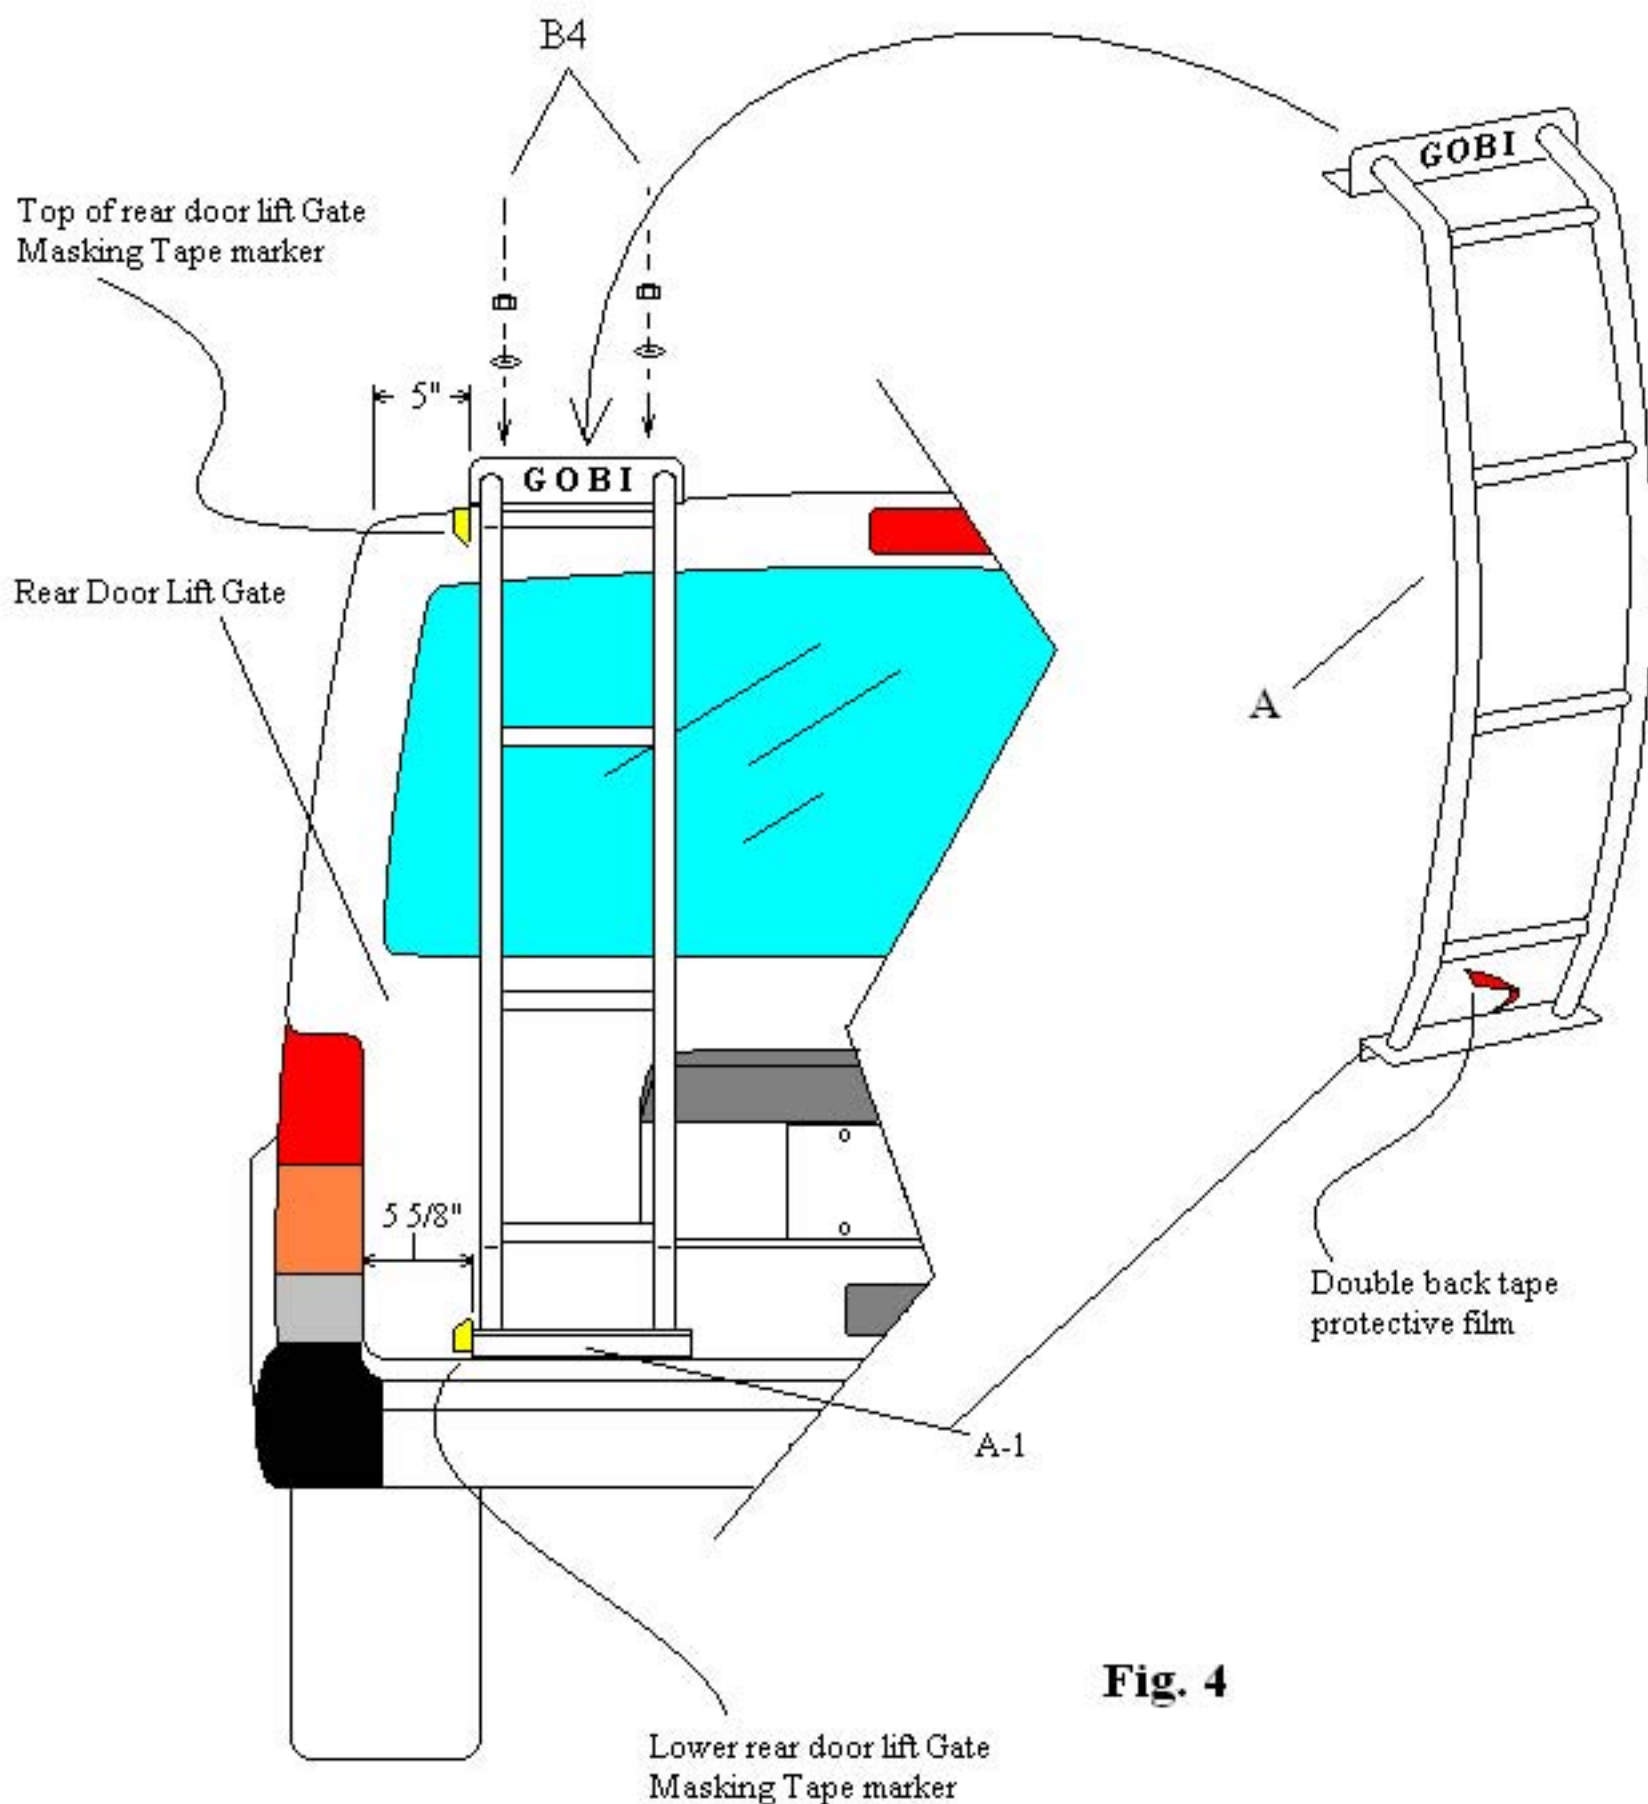 B4
GOBI
Top of rear door lift Gate
Masking Tape marker
5"
GOBI
Rear Door Lift Gate
A
5 5/8"
Double back tape
protective film
A-1
Fig. 4
Lower rear door lift Gate
Masking Tape marker